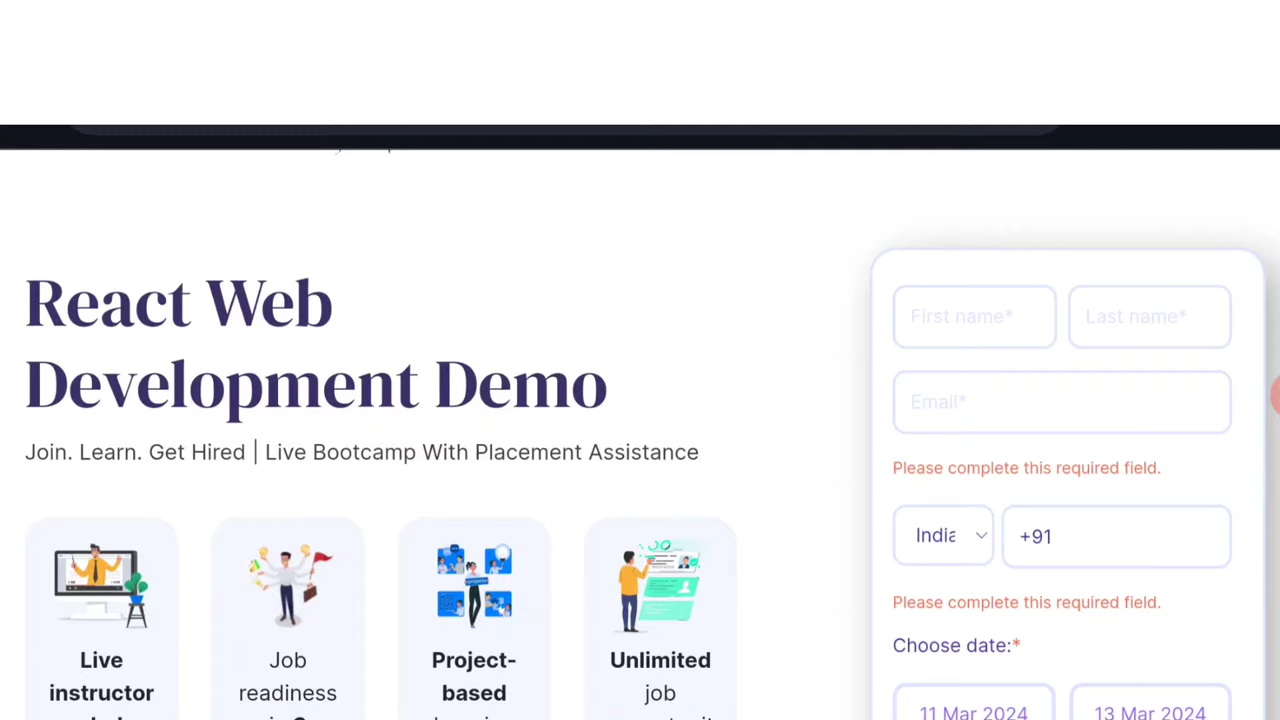 React Web
Development Demo
Join. Learn. Get Hired | Live Bootcamp With Placement Assistance
Live
instructor
Job
readiness
Project-
based
Unlimited
job
First name*
Last name*
Email*
Please complete this required field.
India
+91
Please complete this required field.
Choose date:*
11 Mar 2024
13 Mar 2024